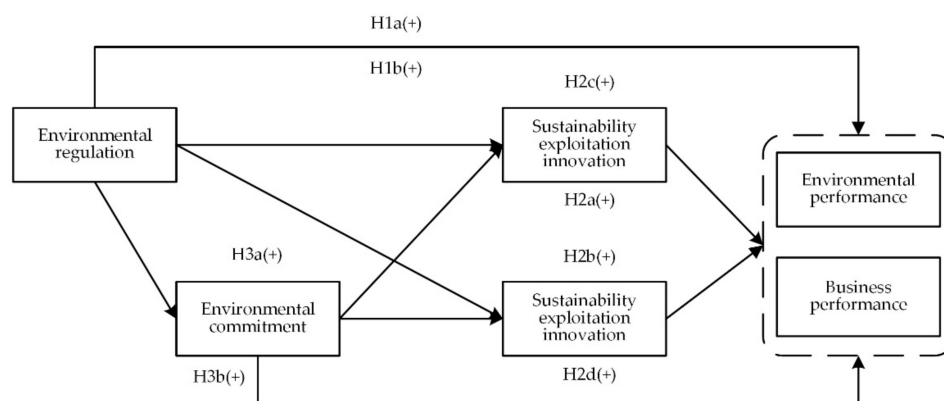 H1a(+)
H1b(+)
H2c(+)
Environmental
regulation
Sustainability
exploitation
innovation
Environmental
performance
H2a(+)
H3a(+)
H2b(+)
Environmental
commitment
Sustainability
exploitation
innovation
Business
performance
H3b(+)
H2d(+)